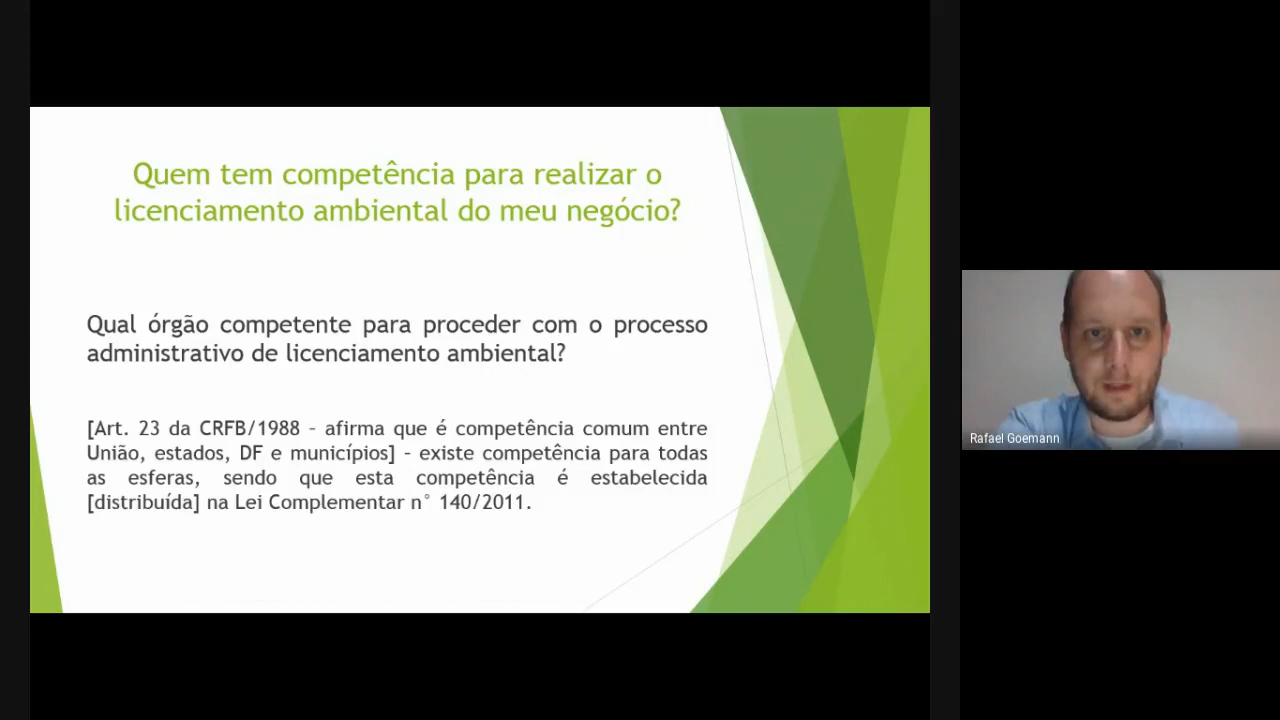 Quem tem competência para realizar o
licenciamento ambiental do meu negócio?
Qual órgão competente para proceder com o processo
administrativo de licenciamento ambiental?
[Art. 23 da CRFB/1988 – afirma que é competência comum entre
União, estados, DF e municípios] – existe competência para todas
as esferas, sendo que esta competência é estabelecida
[distribuída] na Lei Complementar n° 140/2011.
Rafael Goemann